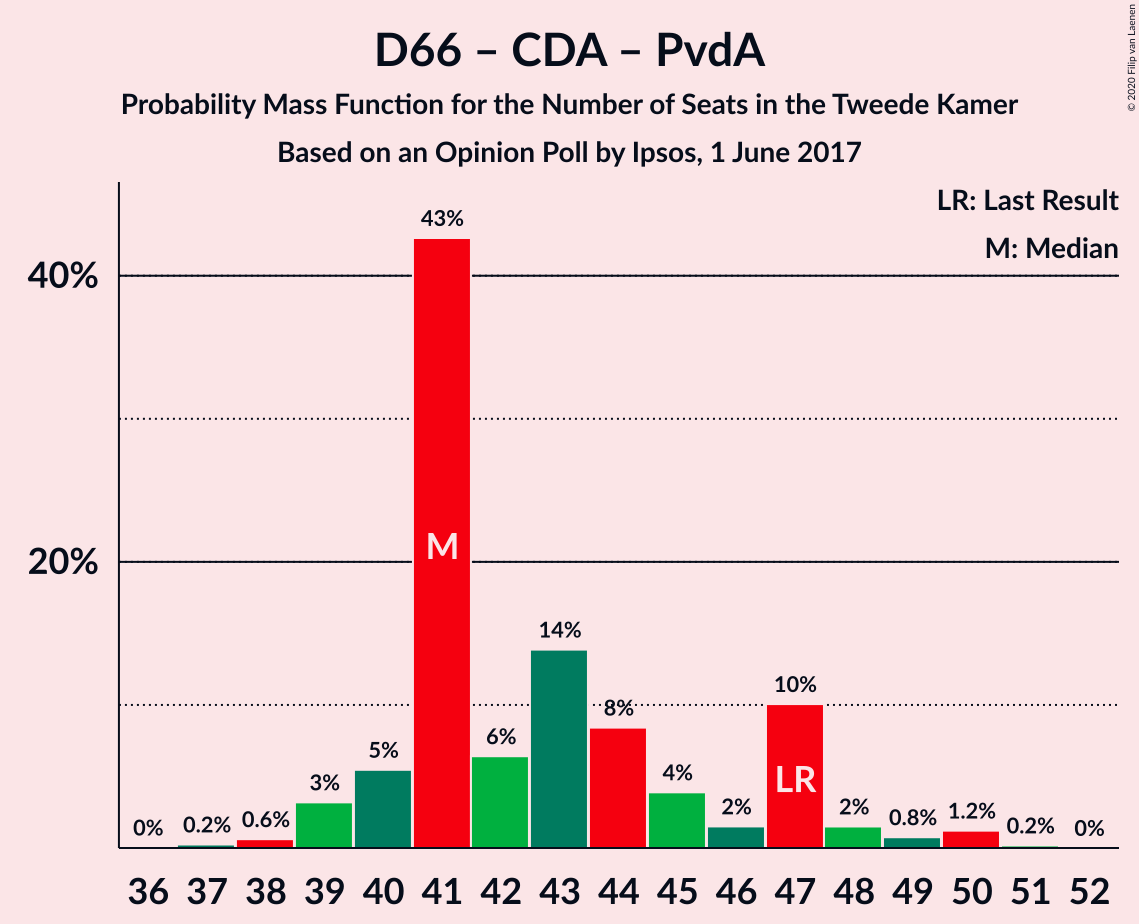 D66 – CDA – PvdA
Probability Mass Function for the Number of Seats in the Tweede Kamer
Based on an Opinion Poll by Ipsos, 1 June 2017
© 2020 Filip van Laenen
LR: Last Result
M: Median
40%
20%
0% 0.2% 0.6% 3% 5% 43% 6% 14% 8% 4% 2% 10% 2% 0.8% 1.2% 0.2% 0%
M
LR
36 37 38 39 40 41 42 43 44 45 46 47 48 49 50 51 52